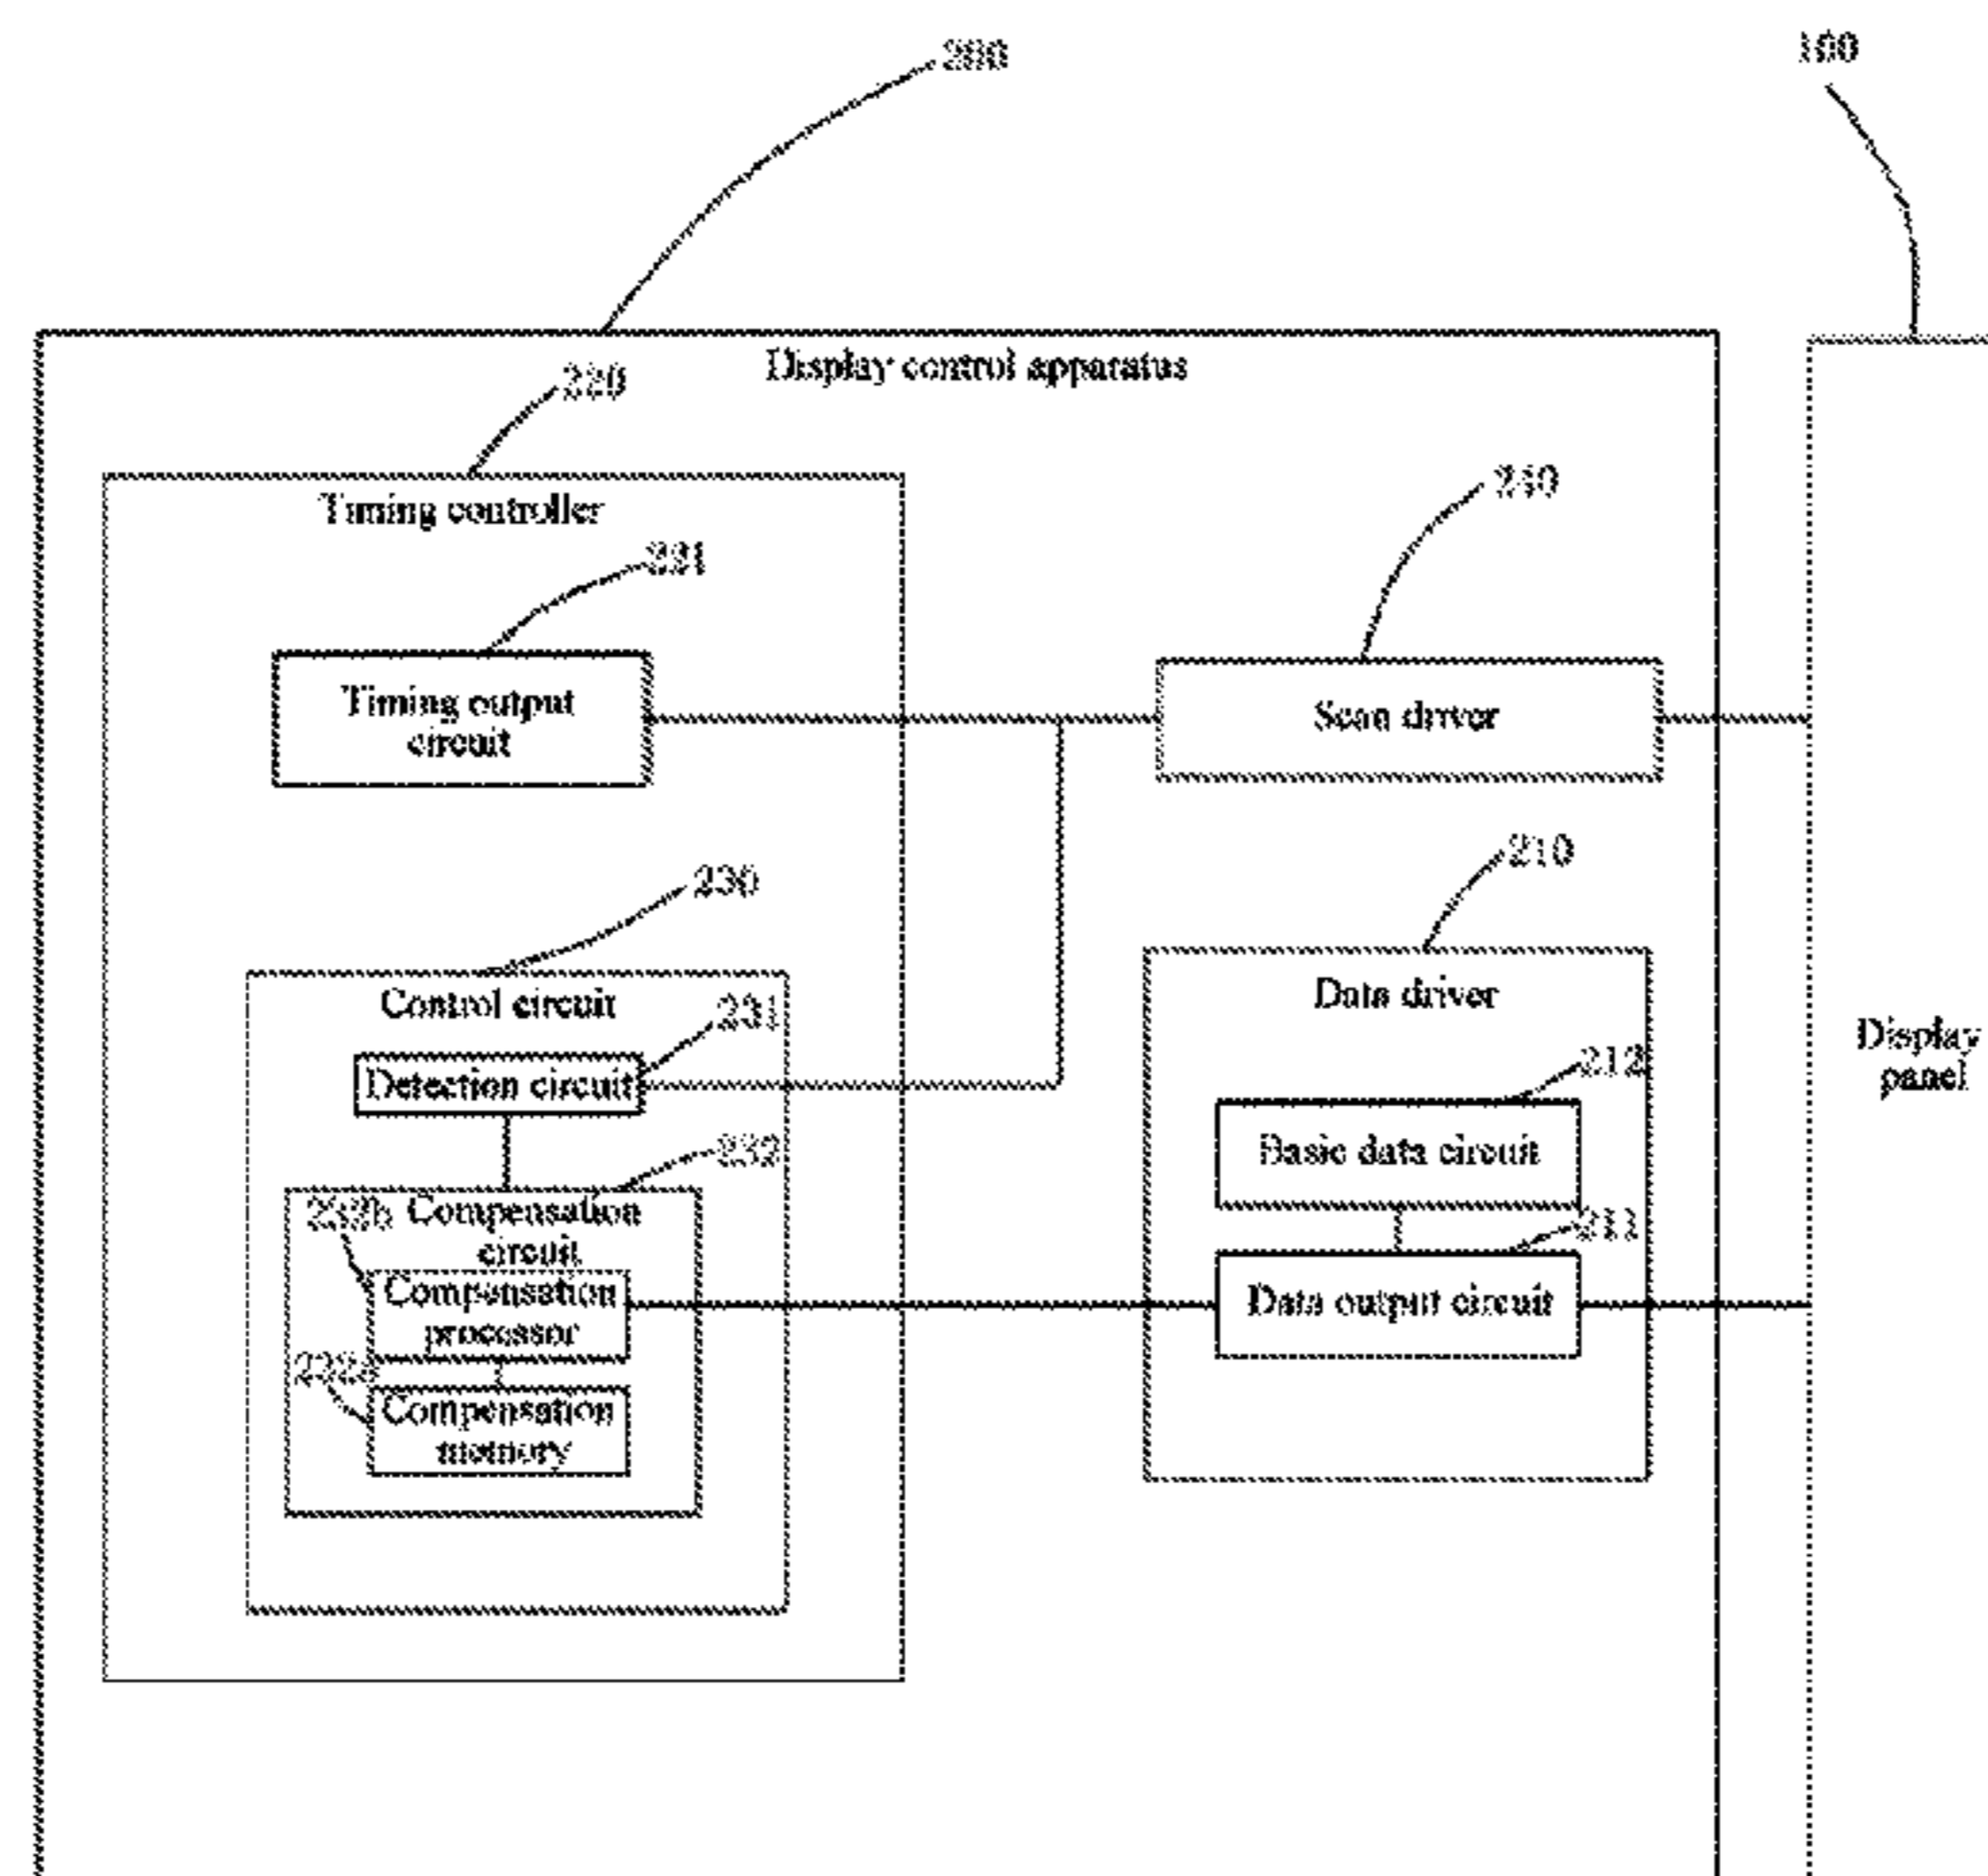 200
100
Display control apparatus
220
Timing controller
240
221
Timing output
circuit
Scan driver
210
230
Control circuit
Data driver
231
Display
panel
212
Detection circuit
Basic data circuit
232
232b
Compensation
circuit
211
Compensation
processor
Data output circuit
232a
Compensation
memory